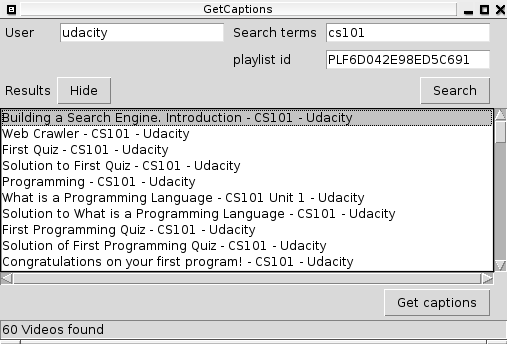 GetCaptions
User udacity Search terms cs101
playlist id PLF6D042E98ED5C691
Results Hide Search
Building a Search Engine. Introduction - CS101 - Udacity
Web Crawler - CS101 - Udacity
First Quiz - CS101 - Udacity
Solution to First Quiz - CS101 - Udacity
Programming - CS101 - Udacity
What is a Programming Language - CS101 Unit 1 - Udacity
Solution to What is a Programming Language - CS101 - Udacity
First Programming Quiz - CS101 - Udacity
Solution of First Programming Quiz - CS101 - Udacity
Congratulations on your first program! - CS101 - Udacity
Get captions
60 Videos found